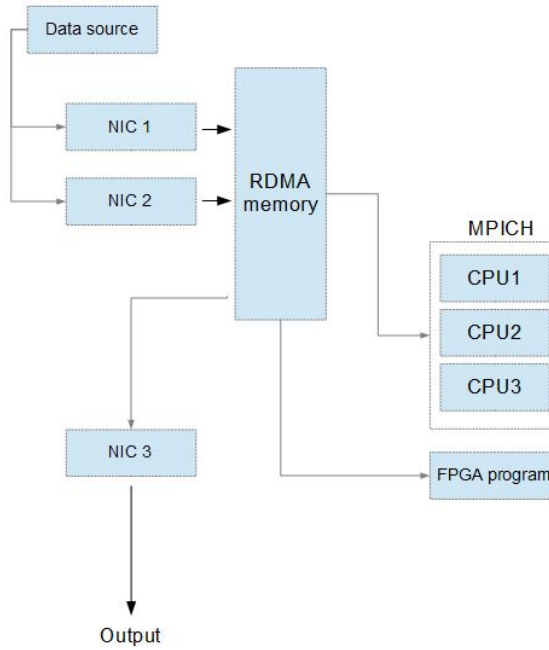 Data source
NIC 1
NIC 2
RDMA
memory
MPICH
CPU1
CPU2
CPU3
NIC 3
FPGA program
Output